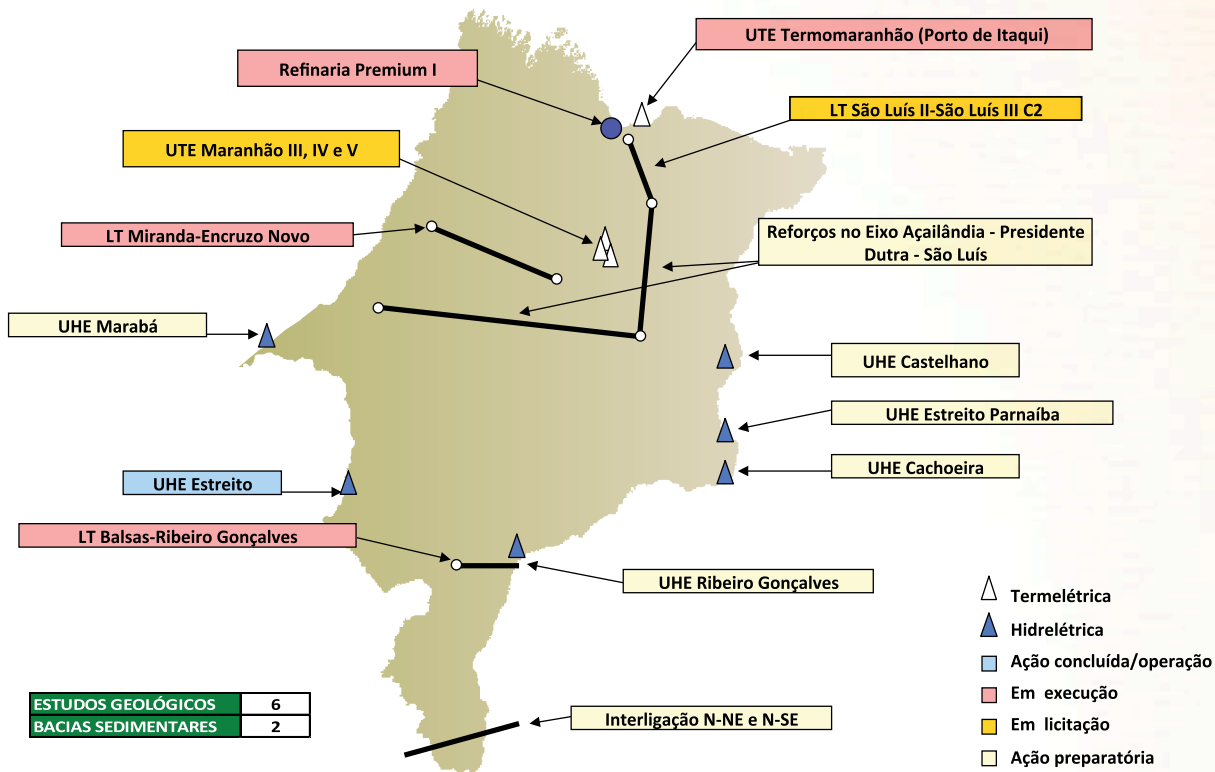 UTE Termomaranhão (Porto de Itaqui)
Refinaria Premium I
LT São Luís II-São Luís III C2
UTE Maranhão III, IV e V
LT Miranda-Encruzo Novo
Reforços no Eixo Açailândia - Presidente
Dutra - São Luís
UHE Marabá
UHE Castelhano
UHE Estreito Parnaíba
UHE Cachoeira
UHE Estreito
LT Balsas-Ribeiro Gonçalves
UHE Ribeiro Gonçalves
Interligação N-NE e N-SE
ESTUDOS GEOLÓGICOS 6
BACIAS SEDIMENTARES 2
Termelétrica
Hidrelétrica
Ação concluída/operação
Em execução
Em licitação
Ação preparatória